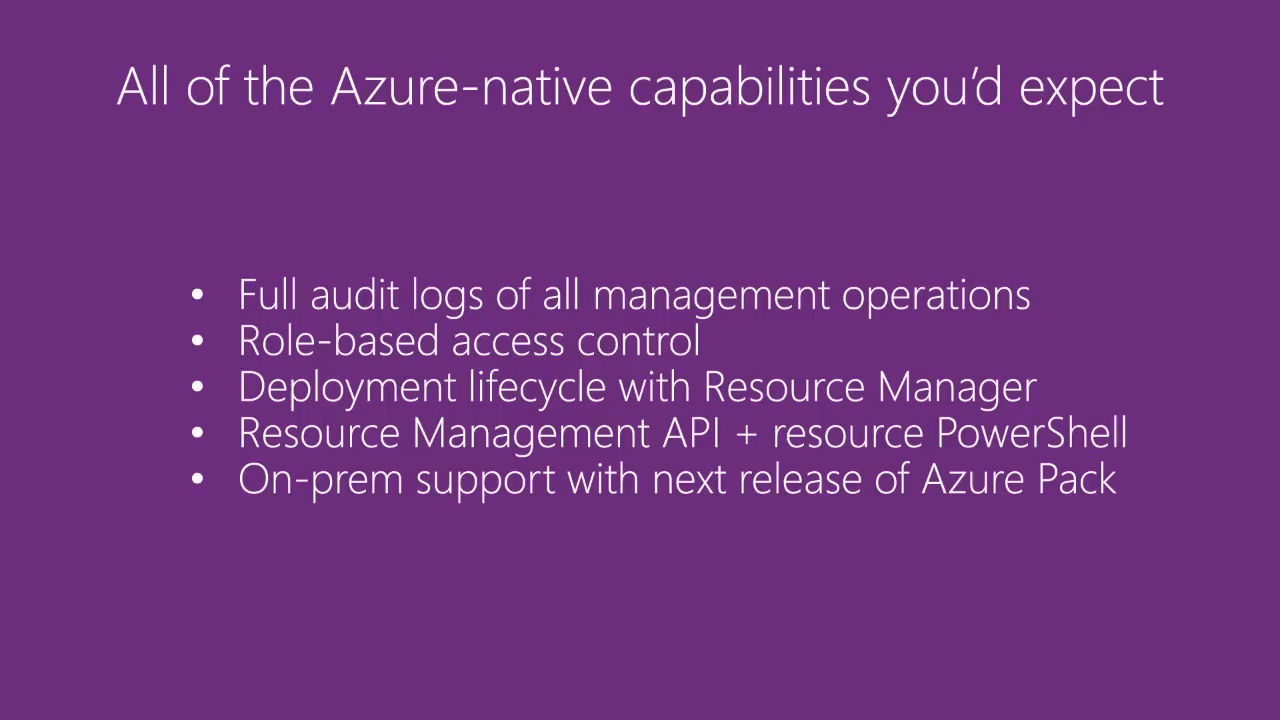 All of the Azure-native capabilities you'd expect
• Full audit logs of all management operations
• Role-based access control
• Deployment lifecycle with Resource Manager
• Resource Management API + resource PowerShell
• On-prem support with next release of Azure Pack